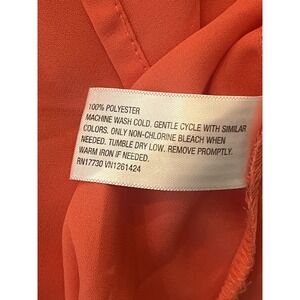 100% POLYESTER
MACHINE WASH COLD. GENTLE CYCLE WITH SIMILAR
COLORS. ONLY NON-CHLORINE BLEACH WHEN
NEEDED. TUMBLE DRY LOW. REMOVE PROMPTLY.
WARM IRON IF NEEDED.
RN17730 VN1261424